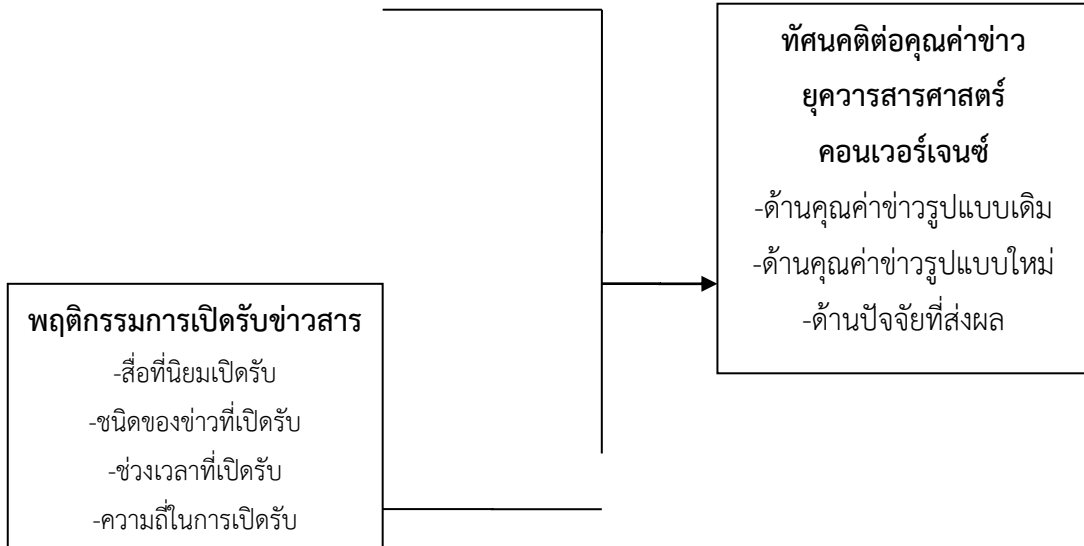 ทัศนคติต่อคุณค่าข่าว
ยุควารสารศาสตร์
คอนเวอร์เจนซ์
-ด้านคุณค่าข่าวรูปแบบเดิม
-ด้านคุณค่าข่าวรูปแบบใหม่
-ด้านปัจจัยที่ส่งผล
พฤติกรรมการเปิดรับข่าวสาร
-สื่อที่นิยมเปิดรับ
-ชนิดของข่าวที่เปิดรับ
-ช่วงเวลาที่เปิดรับ
-ความถี่ในการเปิดรับ